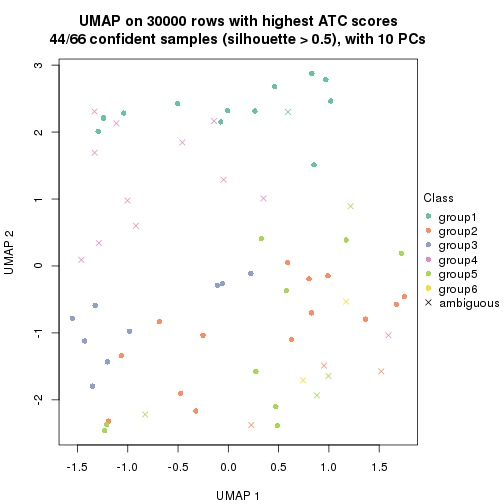 UMAP on 30000 rows with highest ATC scores
44/66 confident samples (silhouette > 0.5), with 10 PCs
3
2
1
0
-1
-2
UMAP 2
-1.5 -1.0 -0.5 0.0 0.5 1.0 1.5
UMAP 1
Class
group1
group2
group3
group4
group5
group6
ambiguous